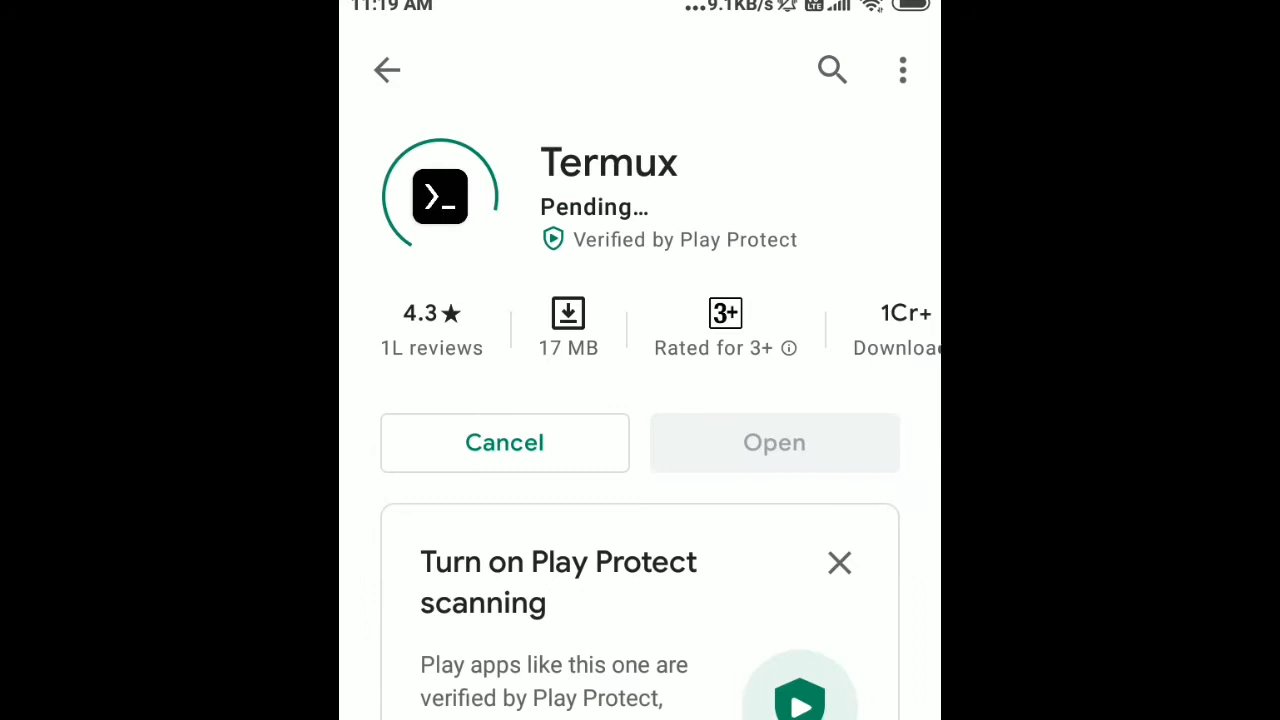 11:19 AM ...9.1KB/s
Termux
Pending...
Verified by Play Protect
4.3★ 3+ 1Cr+
1L reviews 17 MB Rated for 3+ Downloa
Cancel Open
Turn on Play Protect
scanning
Play apps like this one are
verified by Play Protect,